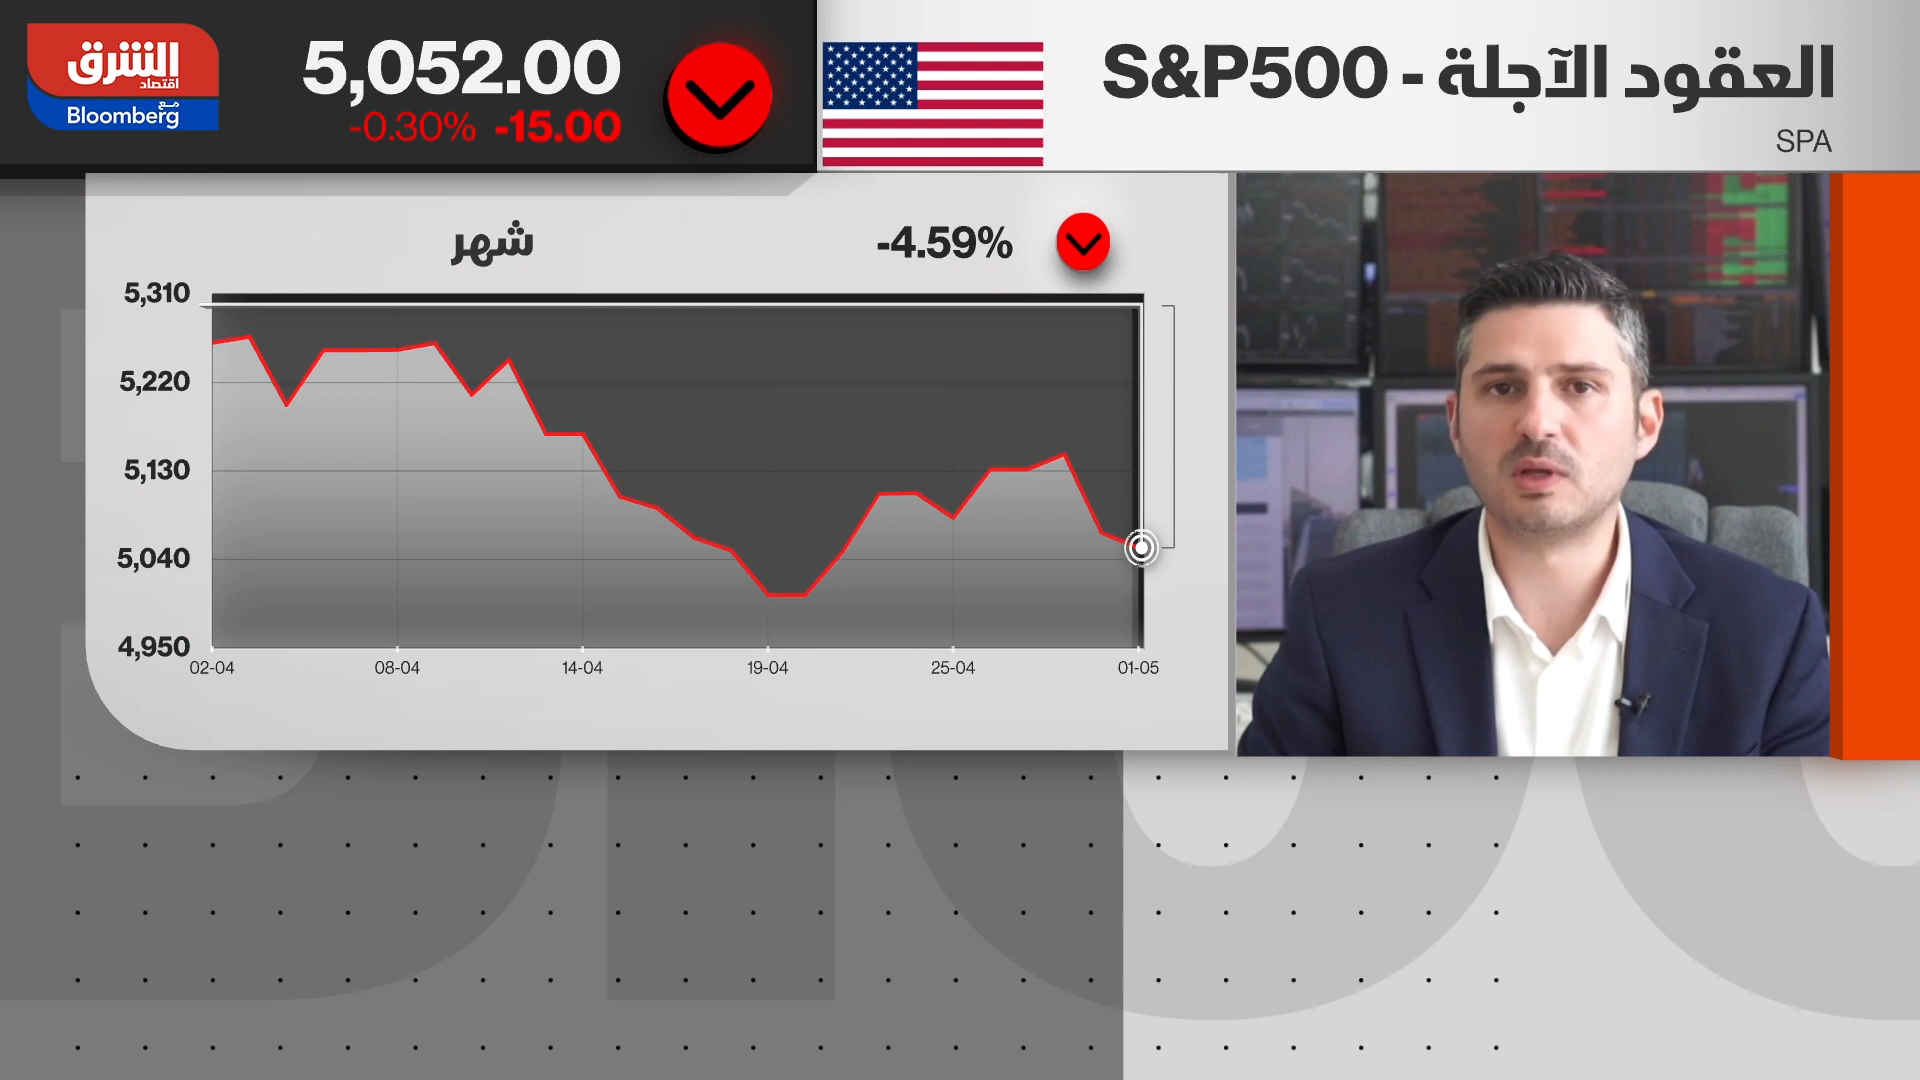 العقود الآجلة - S&P500
SPA
5,052.00
-0.30% -15.00
الشرق
اقتصاد
مع
Bloomberg
شهر
-4.59%
5,310
5,220
5,130
5,040
4,950
02-04 08-04 14-04 19-04 25-04 01-05